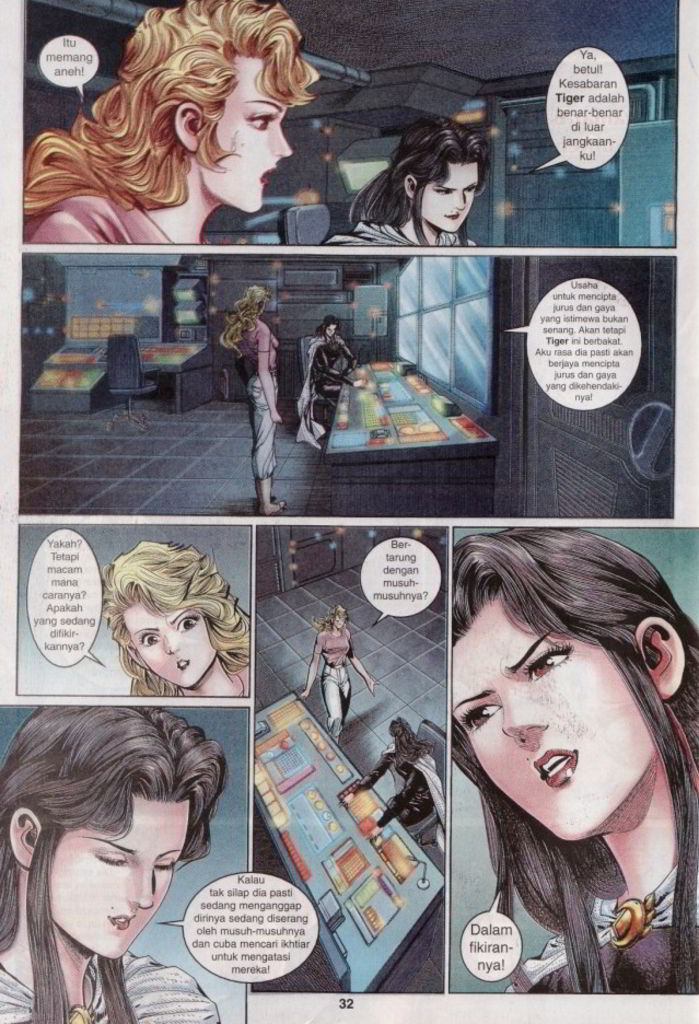 Itu
memang
aneh!
Ya,
betul!
Kesabaran
Tiger adalah
benar-benar
di luar
jangkaan-
ku!
Usaha
untuk mencipta
jurus dan gaya
yang istimewa bukan
senang. Akan tetapi
Tiger ini berbakat.
Aku rasa dia pasti akan
berjaya mencipta
jurus dan gaya
yang dikehendaki-
nya!
Yakah?
Tetapi
macam
mana
caranya?
Apakah
yang sedang
difikir-
kannya?
Kalau
tak silap dia pasti
sedang menganggap
dirinya sedang diserang
oleh musuh-musuhnya
dan cuba mencari ikhtiar
untuk mengatasi
mereka!
Ber-
tarung
dengan
musuh-
musuhnya?
Dalam
fikiran-
nya!
32